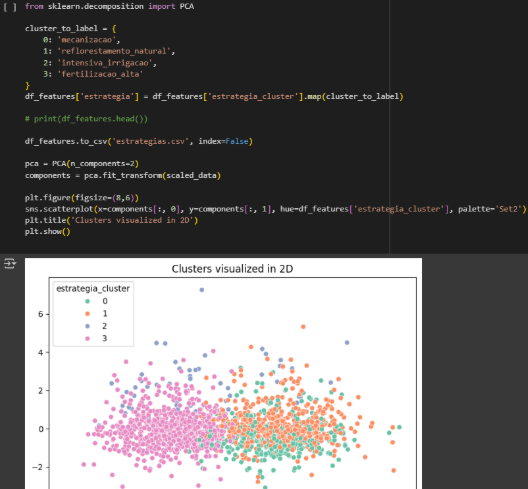 [ ] from sklearn.decomposition import PCA
cluster_to_label = {
0: 'mecanizacao',
1: 'reflorestamento_natural',
2: 'intensiva_irrigacao',
3: 'fertilizacao_alta'
}
df_features['estrategia'] = df_features['estrategia_cluster'].map(cluster_to_label)
# print(df_features.head())
df_features.to_csv('estrategias.csv', index=False)
pca = PCA(n_components=2)
components = pca.fit_transform(scaled_data)
plt.figure(figsize=(8,6))
sns.scatterplot(x=components[:, 0], y=components[:, 1], hue=df_features['estrategia_cluster'], palette='Set2')
plt.title('Clusters visualized in 2D')
plt.show()
Clusters visualized in 2D
estrategia_cluster
0
1
2
3
6
4
2
0
−2